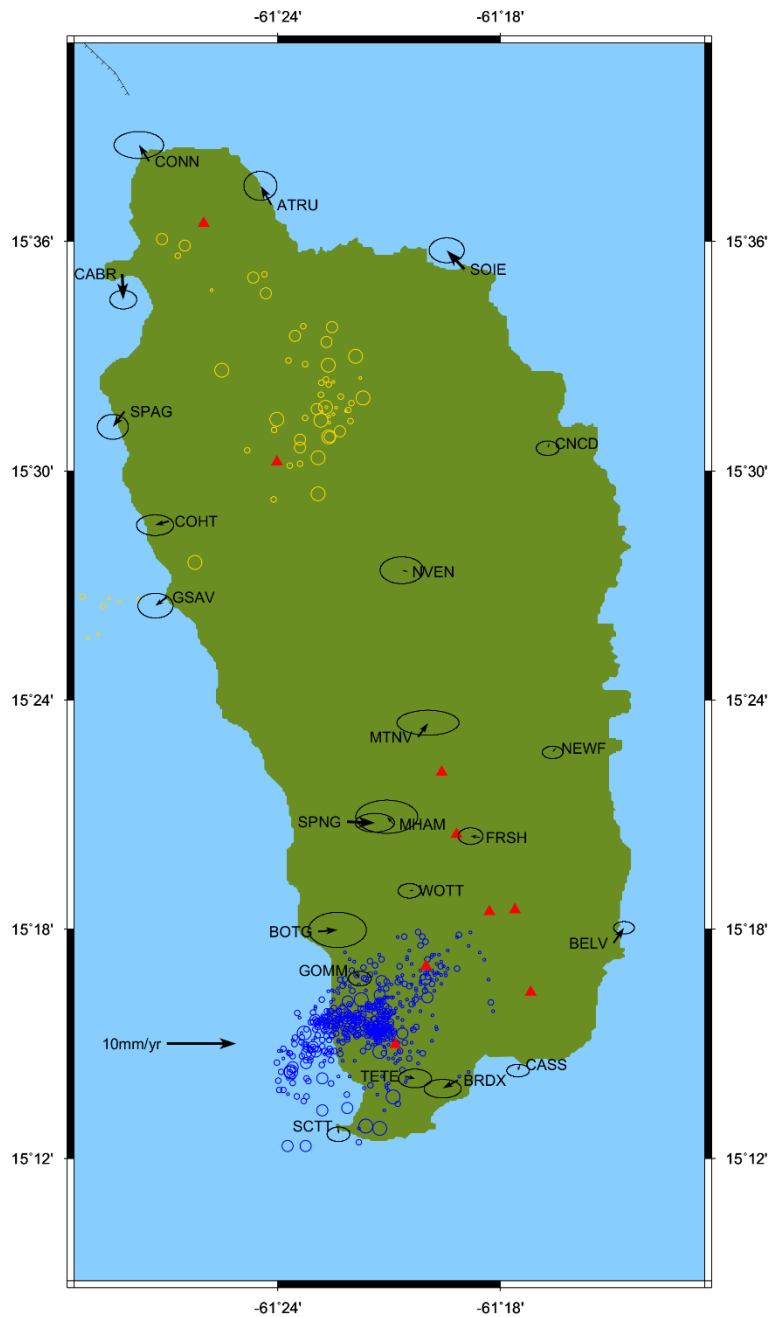 -61°24' -61°18'
CONN
ATRU
15°36' 15°36'
SOIE
CABR
SPAG
CNCD
15°30' 15°30'
COHT
NVEN
GSAV
15°24' 15°24'
MTNV
NEWF
SPNG
MHAM
FRSH
WOTT
15°18' 15°18'
BOTG
BELV
GOMM
10mm/yr
CASS
TETE
BRDX
SCTT
15°12' 15°12'
-61°24' -61°18'